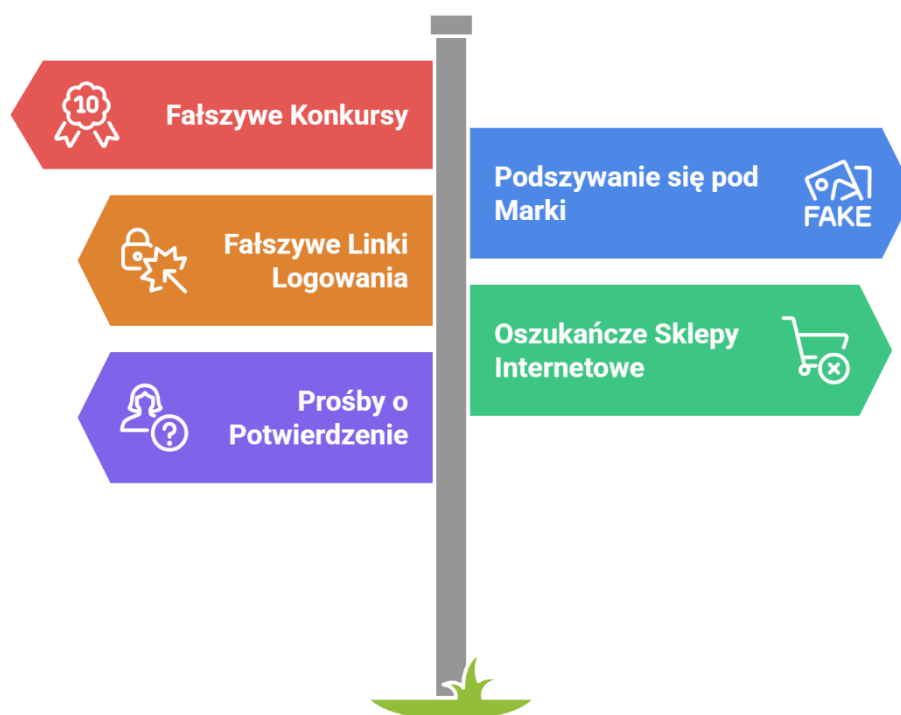 10
Fałszywe Konkursy
Podszywanie się pod
Marki
FAKE
Fałszywe Linki
Logowania
Oszukańcze Sklepy
Internetowe
Prośby o
Potwierdzenie
?